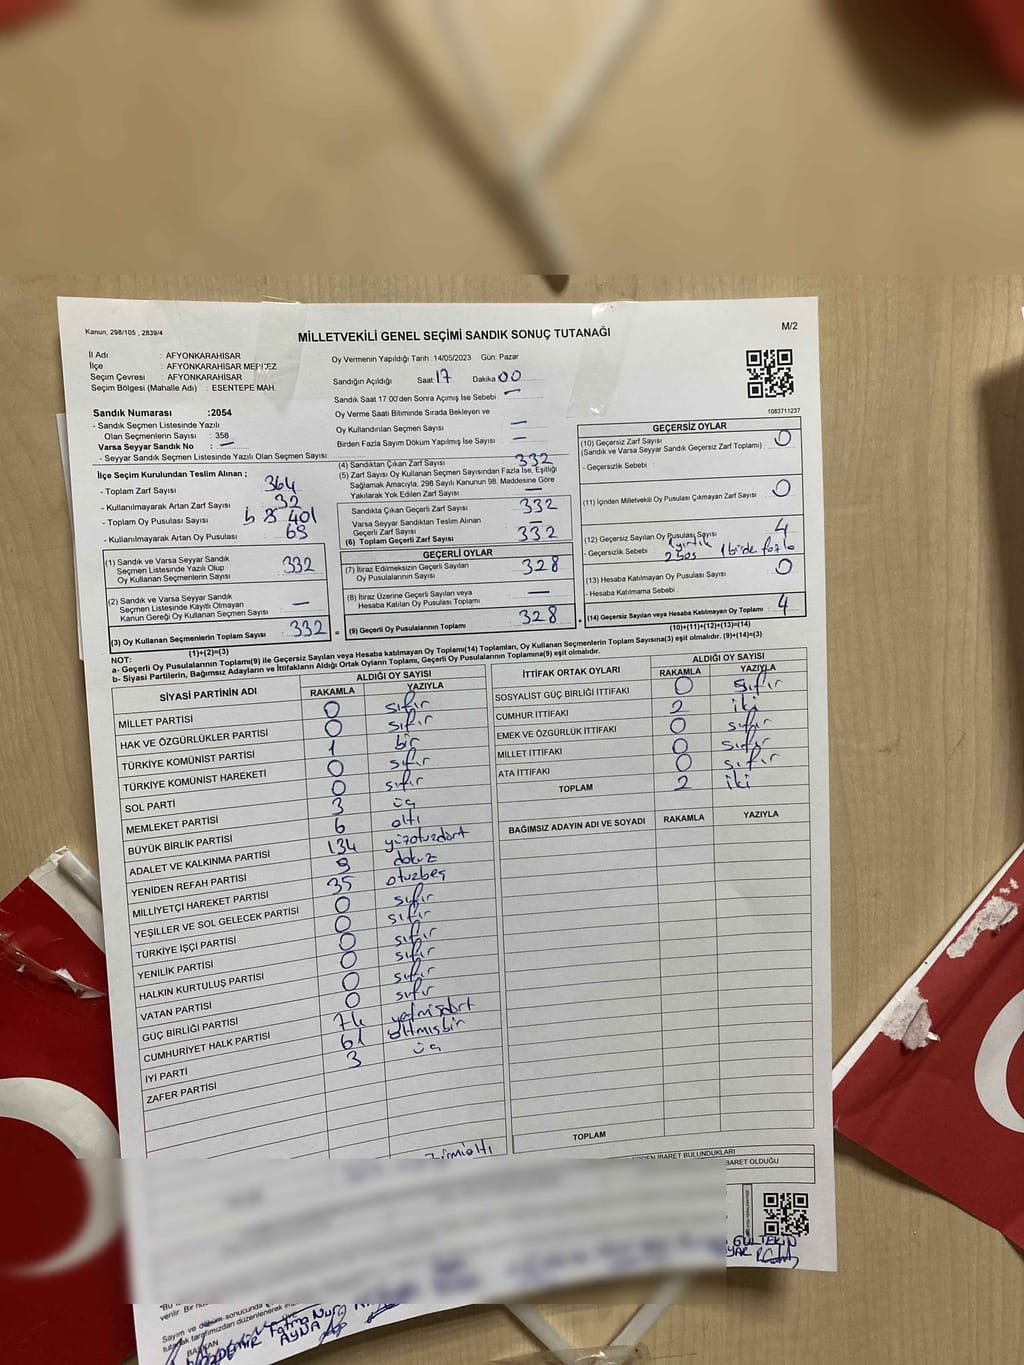 Kanun, 298/105 , 2839/4
MİLLETVEKİLİ GENEL SEÇİMİ SANDIK SONUÇ TUTANAĞI
M/2
İl Adı : AFYONKARAHİSAR
İlçe : AFYONKARAHİSAR MERKEZ
Seçim Çevresi : AFYONKARAHİSAR
Seçim Bölgesi (Mahalle Adı) : ESENTEPE MAH.
Sandık Numarası :2054
- Sandık Seçmen Listesinde Yazılı
Olan Seçmenlerin Sayısı : 358
Varsa Seyyar Sandık No : —
- Seyyar Sandık Seçmen Listesinde Yazılı Olan Seçmen Sayısı
Oy Vermenin Yapıldığı Tarih :14/05/2023 Gün: Pazar
Sandığın Açıldığı Saat 17 Dakika 00
Sandık Saat 17:00'den Sonra Açılmış İse Sebebi —
Oy Verme Saati Bitiminde Sırada Bekleyen ve
Oy Kullandırılan Seçmen Sayısı —
Birden Fazla Sayım Döküm Yapılmış İse Sayısı —
1083711237
İlçe Seçim Kurulundan Teslim Alınan ;
- Toplam Zarf Sayısı 364
- Kullanılmayarak Artan Zarf Sayısı 32
- Toplam Oy Pusulası Sayısı 401
- Kullanılmayarak Artan Oy Pusulası 69
(1) Sandık ve Varsa Seyyar Sandık
Seçmen Listesinde Yazılı Olup
Oy Kullanan Seçmenlerin Sayısı 332
(2) Sandık ve Varsa Seyyar Sandık
Seçmen Listesinde Kayıtlı Olmayan
Kanun Gereği Oy Kullanan Seçmen Sayısı —
(3) Oy Kullanan Seçmenlerin Toplam Sayısı 332
(1)+(2)=(3)
(4) Sandıktan Çıkan Zarf Sayısı 332
(5) Zarf Sayısı Oy Kullanan Seçmen Sayısından Fazla İse, Eşitliği
Sağlamak Amacıyla, 298 Sayılı Kanunun 98. Maddesine Göre
Yakılarak Yok Edilen Zarf Sayısı —
Sandıkta Çıkan Geçerli Zarf Sayısı 332
Varsa Seyyar Sandıktan Teslim Alınan
Geçerli Zarf Sayısı —
(6) Toplam Geçerli Zarf Sayısı 332
GEÇERLİ OYLAR
(7) İtiraz Edilmeksizin Geçerli Sayılan
Oy Pusulalarının Sayısı 328
(8) İtiraz Üzerine Geçerli Sayılan veya
Hesaba Katılan Oy Pusulası Toplamı —
= (9) Geçerli Oy Pusulalarının Toplamı 328
GEÇERSİZ OYLAR
(10) Geçersiz Zarf Sayısı
(Sandık ve Varsa Seyyar Sandık Geçersiz Zarf Toplamı) : 0
- Geçersizlik Sebebi :
(11) İçinden Milletvekili Oy Pusulası Çıkmayan Zarf Sayısı 0
(12) Geçersiz Sayılan Oy Pusulası Sayısı 4
- Geçersizlik Sebebi : 1 yırtık 2 boş 1 birden fazla
(13) Hesaba Katılmayan Oy Pusulası Sayısı 0
- Hesaba Katılmama Sebebi :
+ (14) Geçersiz Sayılan veya Hesaba Katılmayan Oy Toplamı 4
(10)+(11)+(12)+(13)=(14)
NOT:
a- Geçerli Oy Pusulalarının Toplamı(9) ile Geçersiz Sayılan veya Hesaba Katılmayan Oy Toplamı(14) Toplamları, Oy Kullanan Seçmenlerin Toplam Sayısına(3) eşit olmalıdır. (9)+(14)=(3)
b- Siyasi Partilerin, Bağımsız Adayların ve İttifakların Aldığı Ortak Oyların Toplamı, Geçerli Oy Pusulalarının Toplamına(9) eşit olmalıdır.
SİYASİ PARTİNİN ADI
ALDIĞI OY SAYISI
RAKAMLA YAZIYLA
MİLLET PARTİSİ 0 sıfır
HAK VE ÖZGÜRLÜKLER PARTİSİ 0 sıfır
TÜRKİYE KOMÜNİST PARTİSİ 1 bir
TÜRKİYE KOMÜNİST HAREKETİ 0 sıfır
SOL PARTİ 0 sıfır
MEMLEKET PARTİSİ 3 üç
BÜYÜK BİRLİK PARTİSİ 6 altı
ADALET VE KALKINMA PARTİSİ 134 yüzotuzdört
YENİDEN REFAH PARTİSİ 9 dokuz
MİLLİYETÇİ HAREKET PARTİSİ 35 otuzbeş
YEŞİLLER VE SOL GELECEK PARTİSİ 0 sıfır
TÜRKİYE İŞÇİ PARTİSİ 0 sıfır
YENİLİK PARTİSİ 0 sıfır
HALKIN KURTULUŞ PARTİSİ 0 sıfır
VATAN PARTİSİ 0 sıfır
GÜÇ BİRLİĞİ PARTİSİ 0 sıfır
CUMHURİYET HALK PARTİSİ 74 yetmişdört
İYİ PARTİ 61 altmışbir
ZAFER PARTİSİ 3 üç
İTTİFAK ORTAK OYLARI
ALDIĞI OY SAYISI
RAKAMLA YAZIYLA
SOSYALİST GÜÇ BİRLİĞİ İTTİFAKI 0 sıfır
CUMHUR İTTİFAKI 2 iki
EMEK VE ÖZGÜRLÜK İTTİFAKI 0 sıfır
MİLLET İTTİFAKI 0 sıfır
ATA İTTİFAKI 0 sıfır
TOPLAM 2 iki
BAĞIMSIZ ADAYIN ADI VE SOYADI RAKAMLA YAZIYLA
TOPLAM
İBARET BULUNDUKLARI
BARET OLDUĞU
GÜLTEKİN
verilir.
Sayım ve döküm sonucunda
tutanak tarafımızdan düzenlenerek
BAŞKAN
ÖZDEMİR Fatma Nura
AYNA